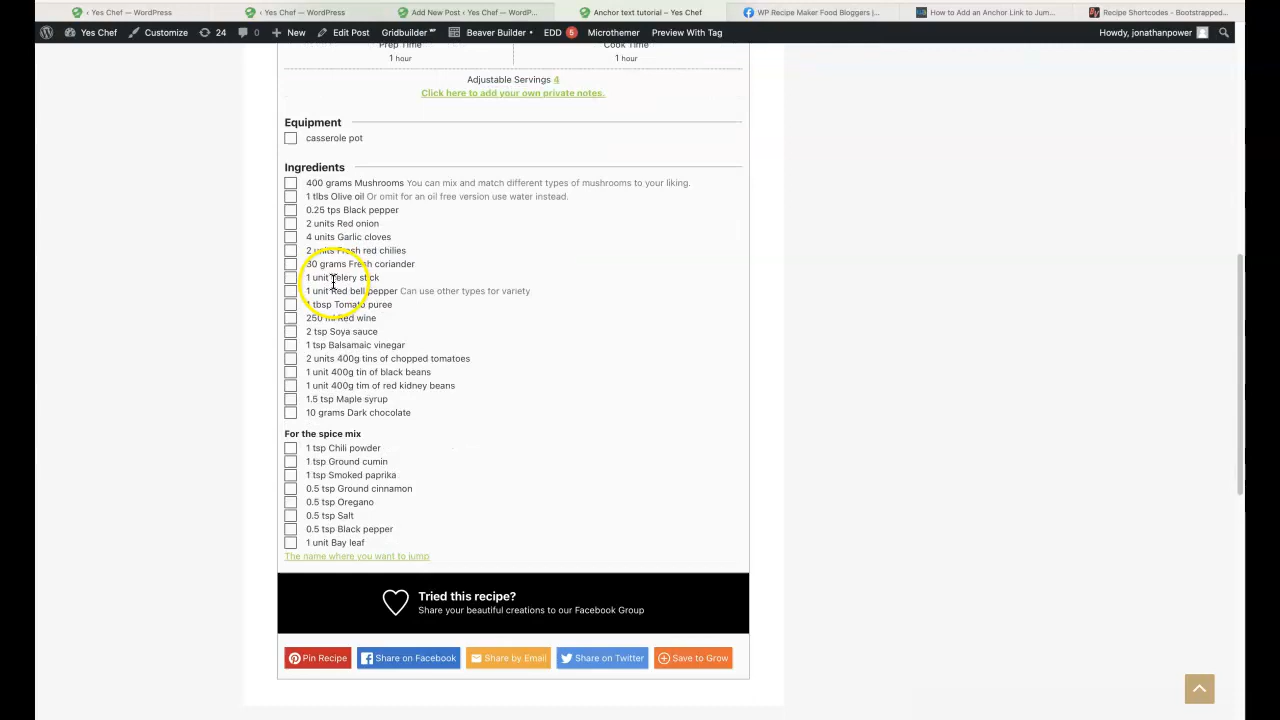 ‹ Yes Chef — WordPress
‹ Yes Chef — WordPress
Add New Post ‹ Yes Chef — WordP...
Anchor text tutorial – Yes Chef
WP Recipe Maker Food Bloggers |...
How to Add an Anchor Link to Jum...
Recipe Shortcodes - Bootstrapped...
Yes Chef
Customize
24
0
New
Edit Post
Gridbuilder ᵂᴾ
Beaver Builder
EDD 5
Microthemer
Preview With Tag
Howdy, jonathanpower
Prep Time
Cook Time
1 hour
1 hour
Adjustable Servings 4
Click here to add your own private notes.
Equipment
casserole pot
Ingredients
400 grams Mushrooms You can mix and match different types of mushrooms to your liking.
1 tlbs Olive oil Or omit for an oil free version use water instead.
0.25 tps Black pepper
2 units Red onion
4 units Garlic cloves
2 units Fresh red chilies
30 grams Fresh coriander
1 unit Celery stick
1 unit Red bell pepper Can use other types for variety
1 tbsp Tomato puree
250 ml Red wine
2 tsp Soya sauce
1 tsp Balsamaic vinegar
2 units 400g tins of chopped tomatoes
1 unit 400g tin of black beans
1 unit 400g tim of red kidney beans
1.5 tsp Maple syrup
10 grams Dark chocolate
For the spice mix
1 tsp Chili powder
1 tsp Ground cumin
1 tsp Smoked paprika
0.5 tsp Ground cinnamon
0.5 tsp Oregano
0.5 tsp Salt
0.5 tsp Black pepper
1 unit Bay leaf
The name where you want to jump
Tried this recipe?
Share your beautiful creations to our Facebook Group
Pin Recipe
Share on Facebook
Share by Email
Share on Twitter
Save to Grow